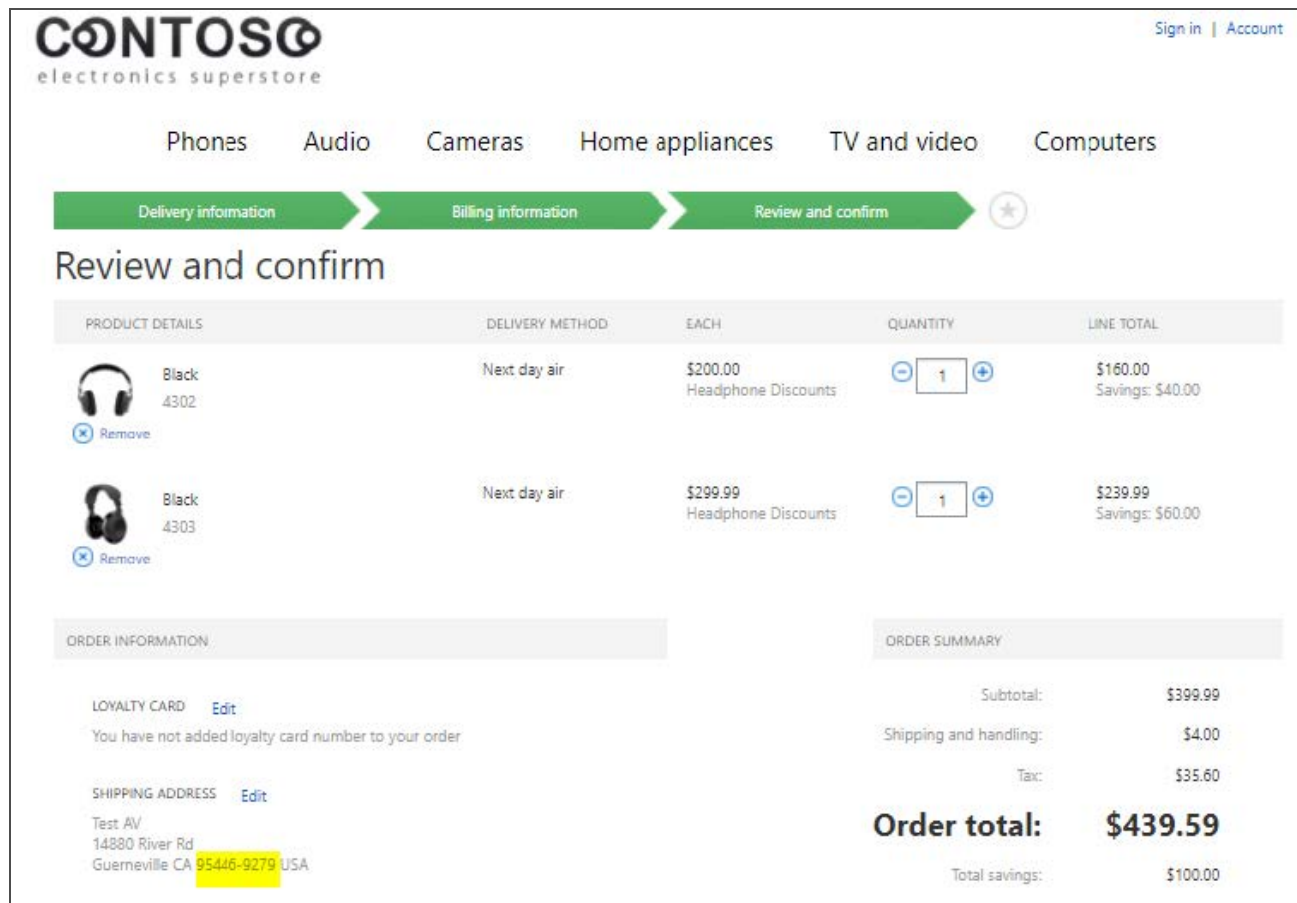 CONTOSO
electronics superstore
Sign in | Account
Phones Audio Cameras Home appliances TV and video Computers
Delivery information Billing information Review and confirm
Review and confirm
PRODUCT DETAILS DELIVERY METHOD EACH QUANTITY LINE TOTAL
Black Next day air $200.00 1 $160.00
4302 Headphone Discounts Savings: $40.00
Remove
Black Next day air $299.99 1 $239.99
4303 Headphone Discounts Savings: $60.00
Remove
ORDER INFORMATION
LOYALTY CARD Edit
You have not added loyalty card number to your order
SHIPPING ADDRESS Edit
Test AV
14880 River Rd
Guerneville CA 95446-9279 USA
ORDER SUMMARY
Subtotal: $399.99
Shipping and handling: $4.00
Tax: $35.60
Order total: $439.59
Total savings: $100.00